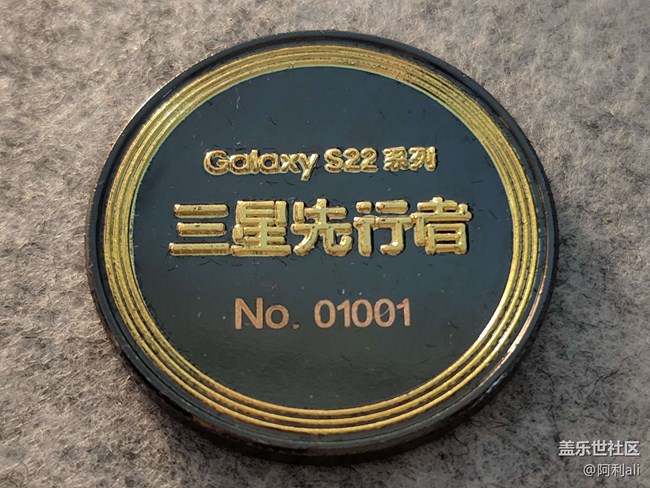 Galaxy S22 系列
三星先行者
No. 01001
盖乐世社区
@阿利ali